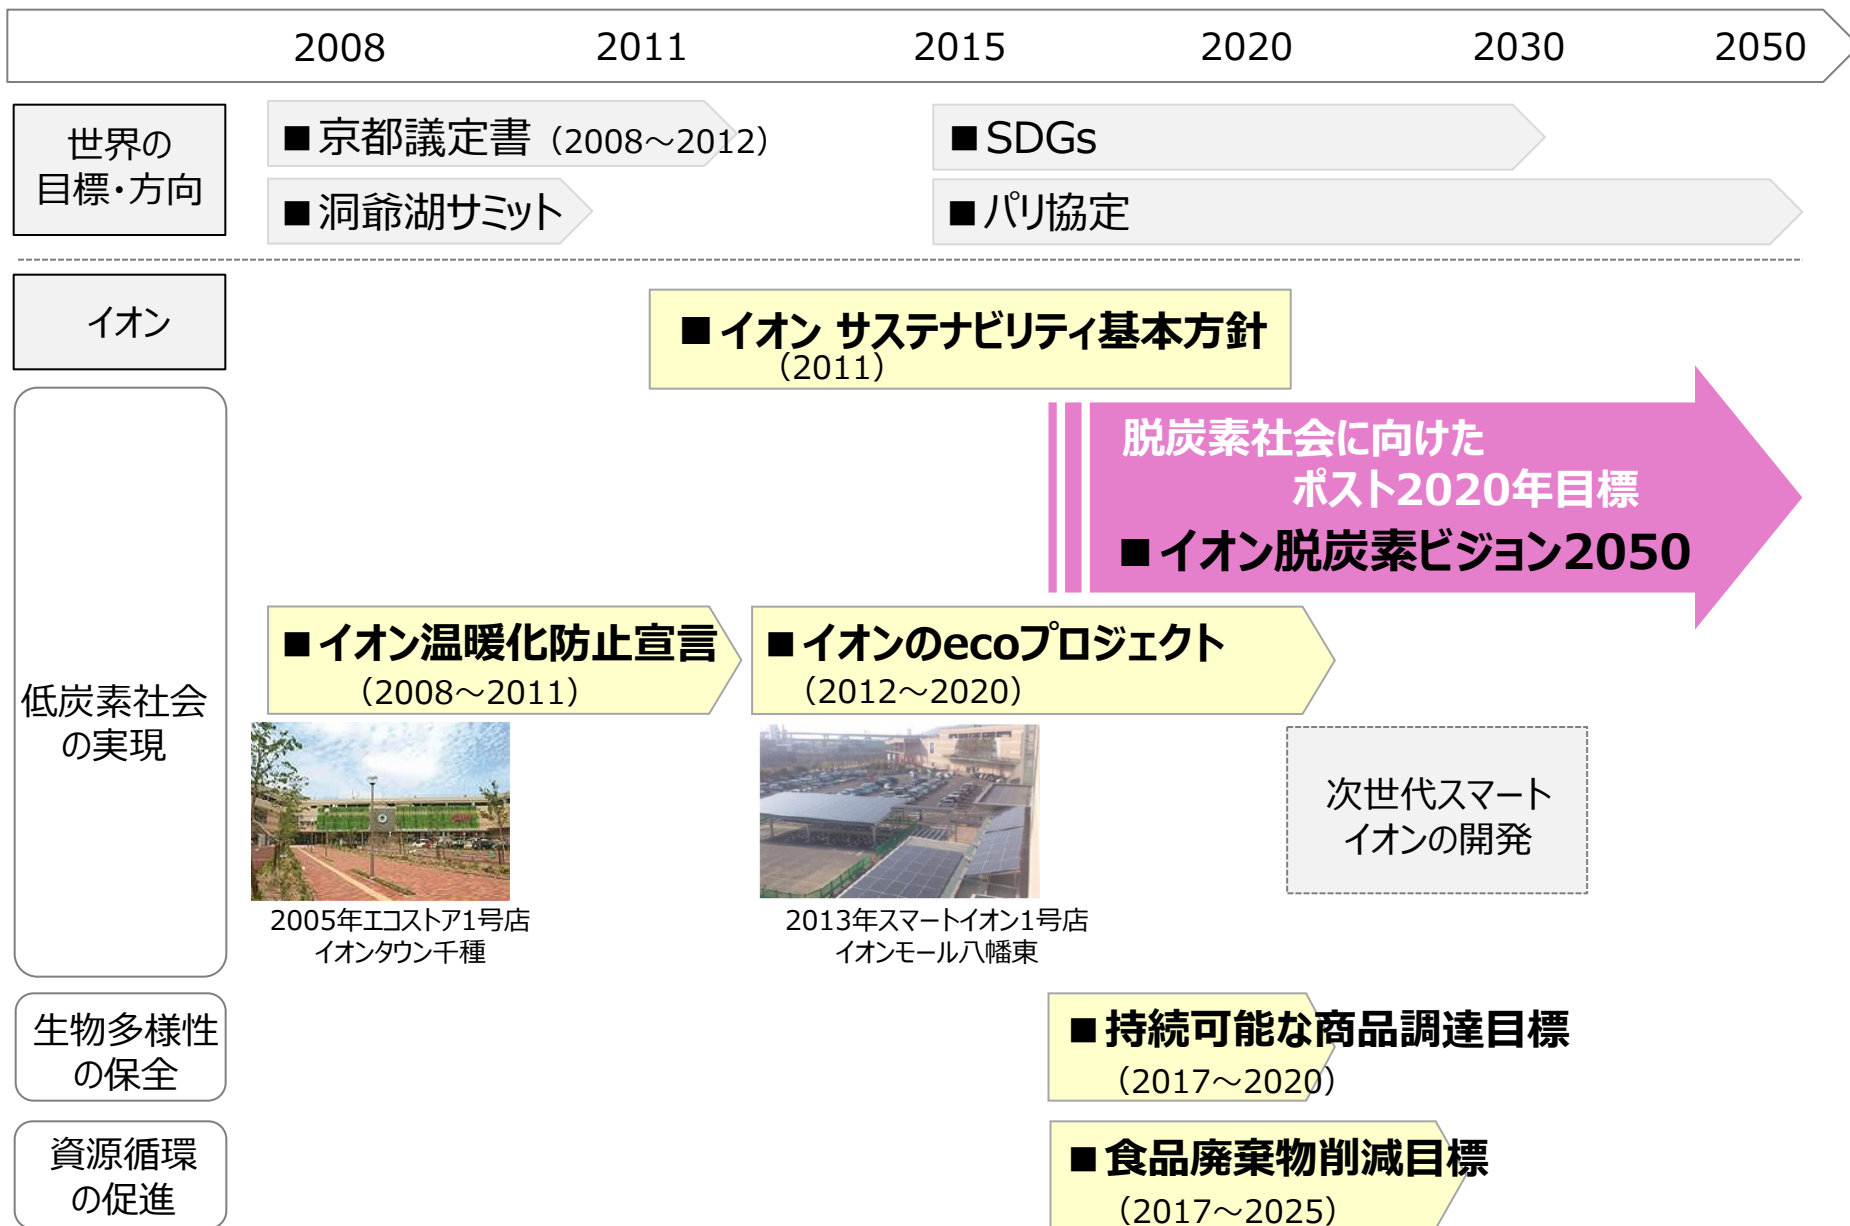 2008 2011 2015 2020 2030 2050
世界の
目標・方向
■京都議定書（2008～2012）
■SDGs
■洞爺湖サミット
■パリ協定
イオン
■イオン サステナビリティ基本方針
（2011）
脱炭素社会に向けた
ポスト2020年目標
■イオン脱炭素ビジョン2050
低炭素社会
の実現
■イオン温暖化防止宣言
（2008～2011）
■イオンのecoプロジェクト
（2012～2020）
2005年エコストア1号店
イオンタウン千種
2013年スマートイオン1号店
イオンモール八幡東
次世代スマート
イオンの開発
生物多様性
の保全
■持続可能な商品調達目標
（2017～2020）
資源循環
の促進
■食品廃棄物削減目標
（2017～2025）